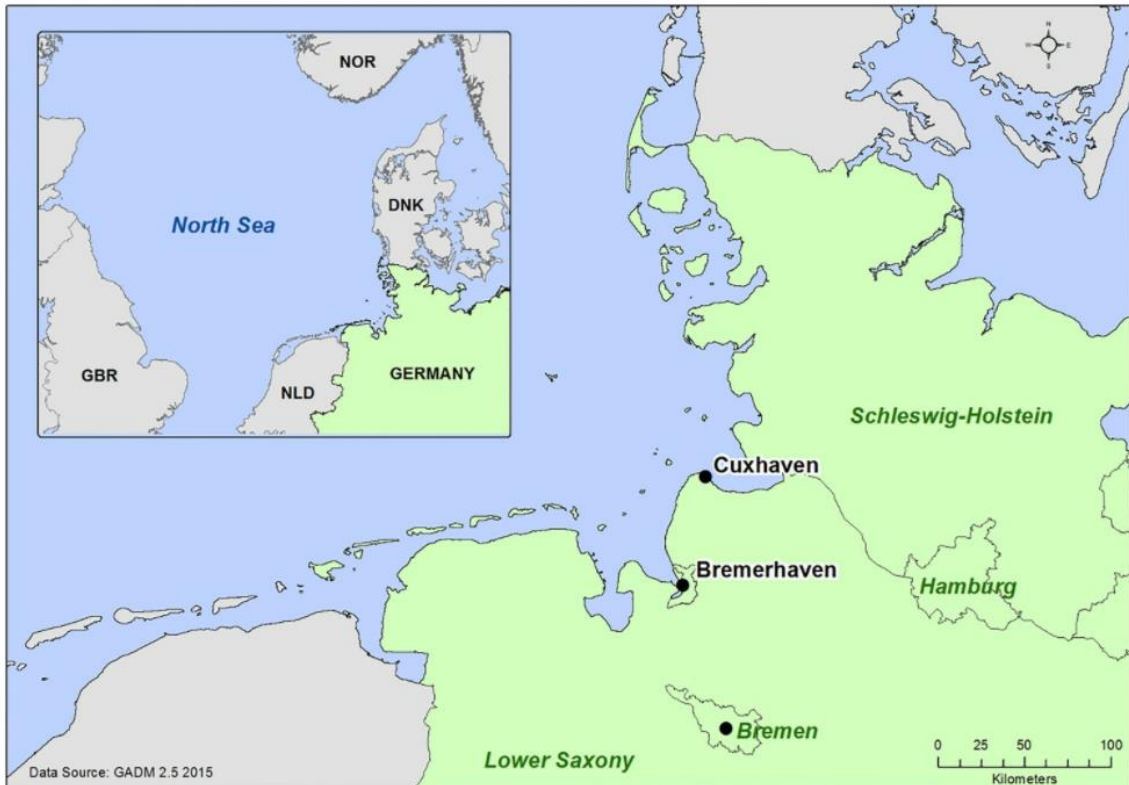 N
W E
S
NOR
DNK
North Sea
GBR
NLD
GERMANY
Schleswig-Holstein
Cuxhaven
Bremerhaven
Hamburg
Bremen
Lower Saxony
0 25 50 100
Kilometers
Data Source: GADM 2.5 2015